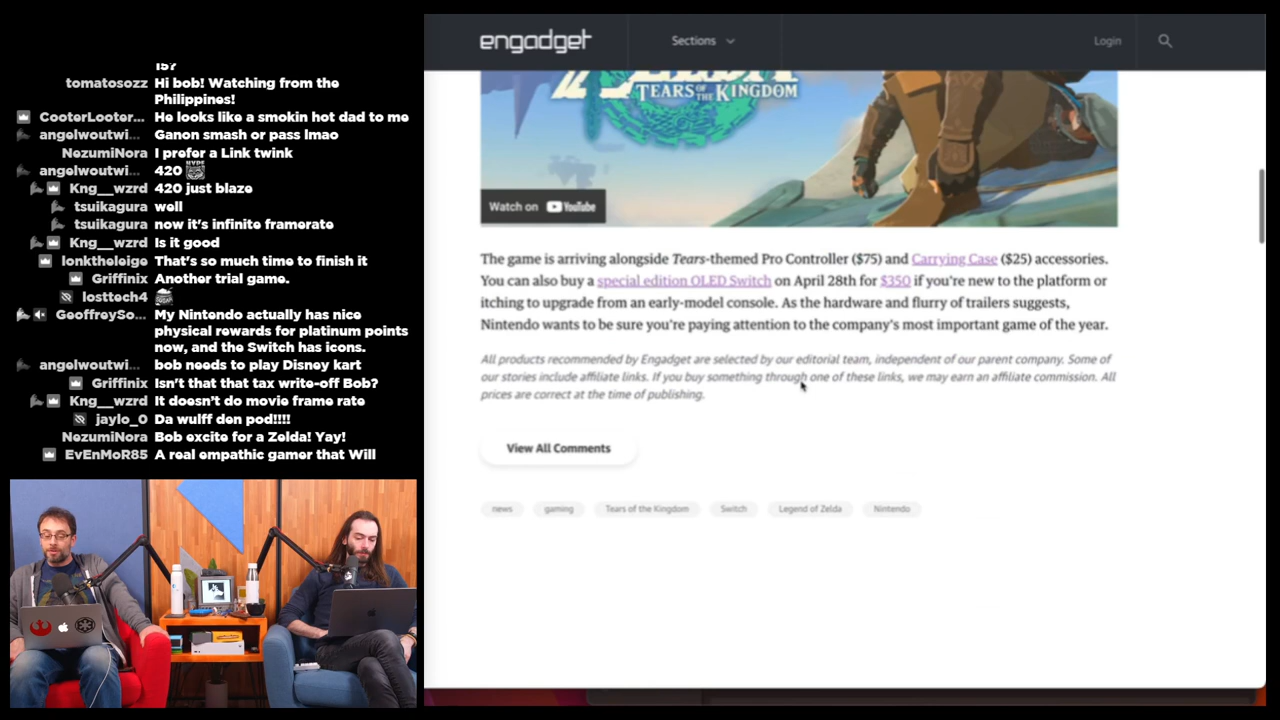 15?
tomatosozz Hi bob! Watching from the
Philippines!
CooterLooter... He looks like a smokin hot dad to me
angelwoutwi... Ganon smash or pass lmao
NezumiNora I prefer a Link twink
angelwoutwi... 420
Kng__wzrd 420 just blaze
tsuikagura well
tsuikagura now it's infinite framerate
Kng__wzrd Is it good
lonktheleige That's so much time to finish it
Griffinix Another trial game.
losttech4
GeoffreySo... My Nintendo actually has nice
physical rewards for platinum points
now, and the Switch has icons.
angelwoutwi... bob needs to play Disney kart
Griffinix Isn't that that tax write-off Bob?
Kng__wzrd It doesn't do movie frame rate
jaylo_0 Da wulff den pod!!!!
NezumiNora Bob excite for a Zelda! Yay!
EvEnMoR85 A real empathic gamer that Will
engadget Sections Login
TEARS OF THE KINGDOM
Watch on YouTube
The game is arriving alongside Tears-themed Pro Controller ($75) and Carrying Case ($25) accessories.
You can also buy a special edition OLED Switch on April 28th for $350 if you're new to the platform or
itching to upgrade from an early-model console. As the hardware and flurry of trailers suggests,
Nintendo wants to be sure you're paying attention to the company's most important game of the year.
All products recommended by Engadget are selected by our editorial team, independent of our parent company. Some of
our stories include affiliate links. If you buy something through one of these links, we may earn an affiliate commission. All
prices are correct at the time of publishing.
View All Comments
news gaming Tears of the Kingdom Switch Legend of Zelda Nintendo